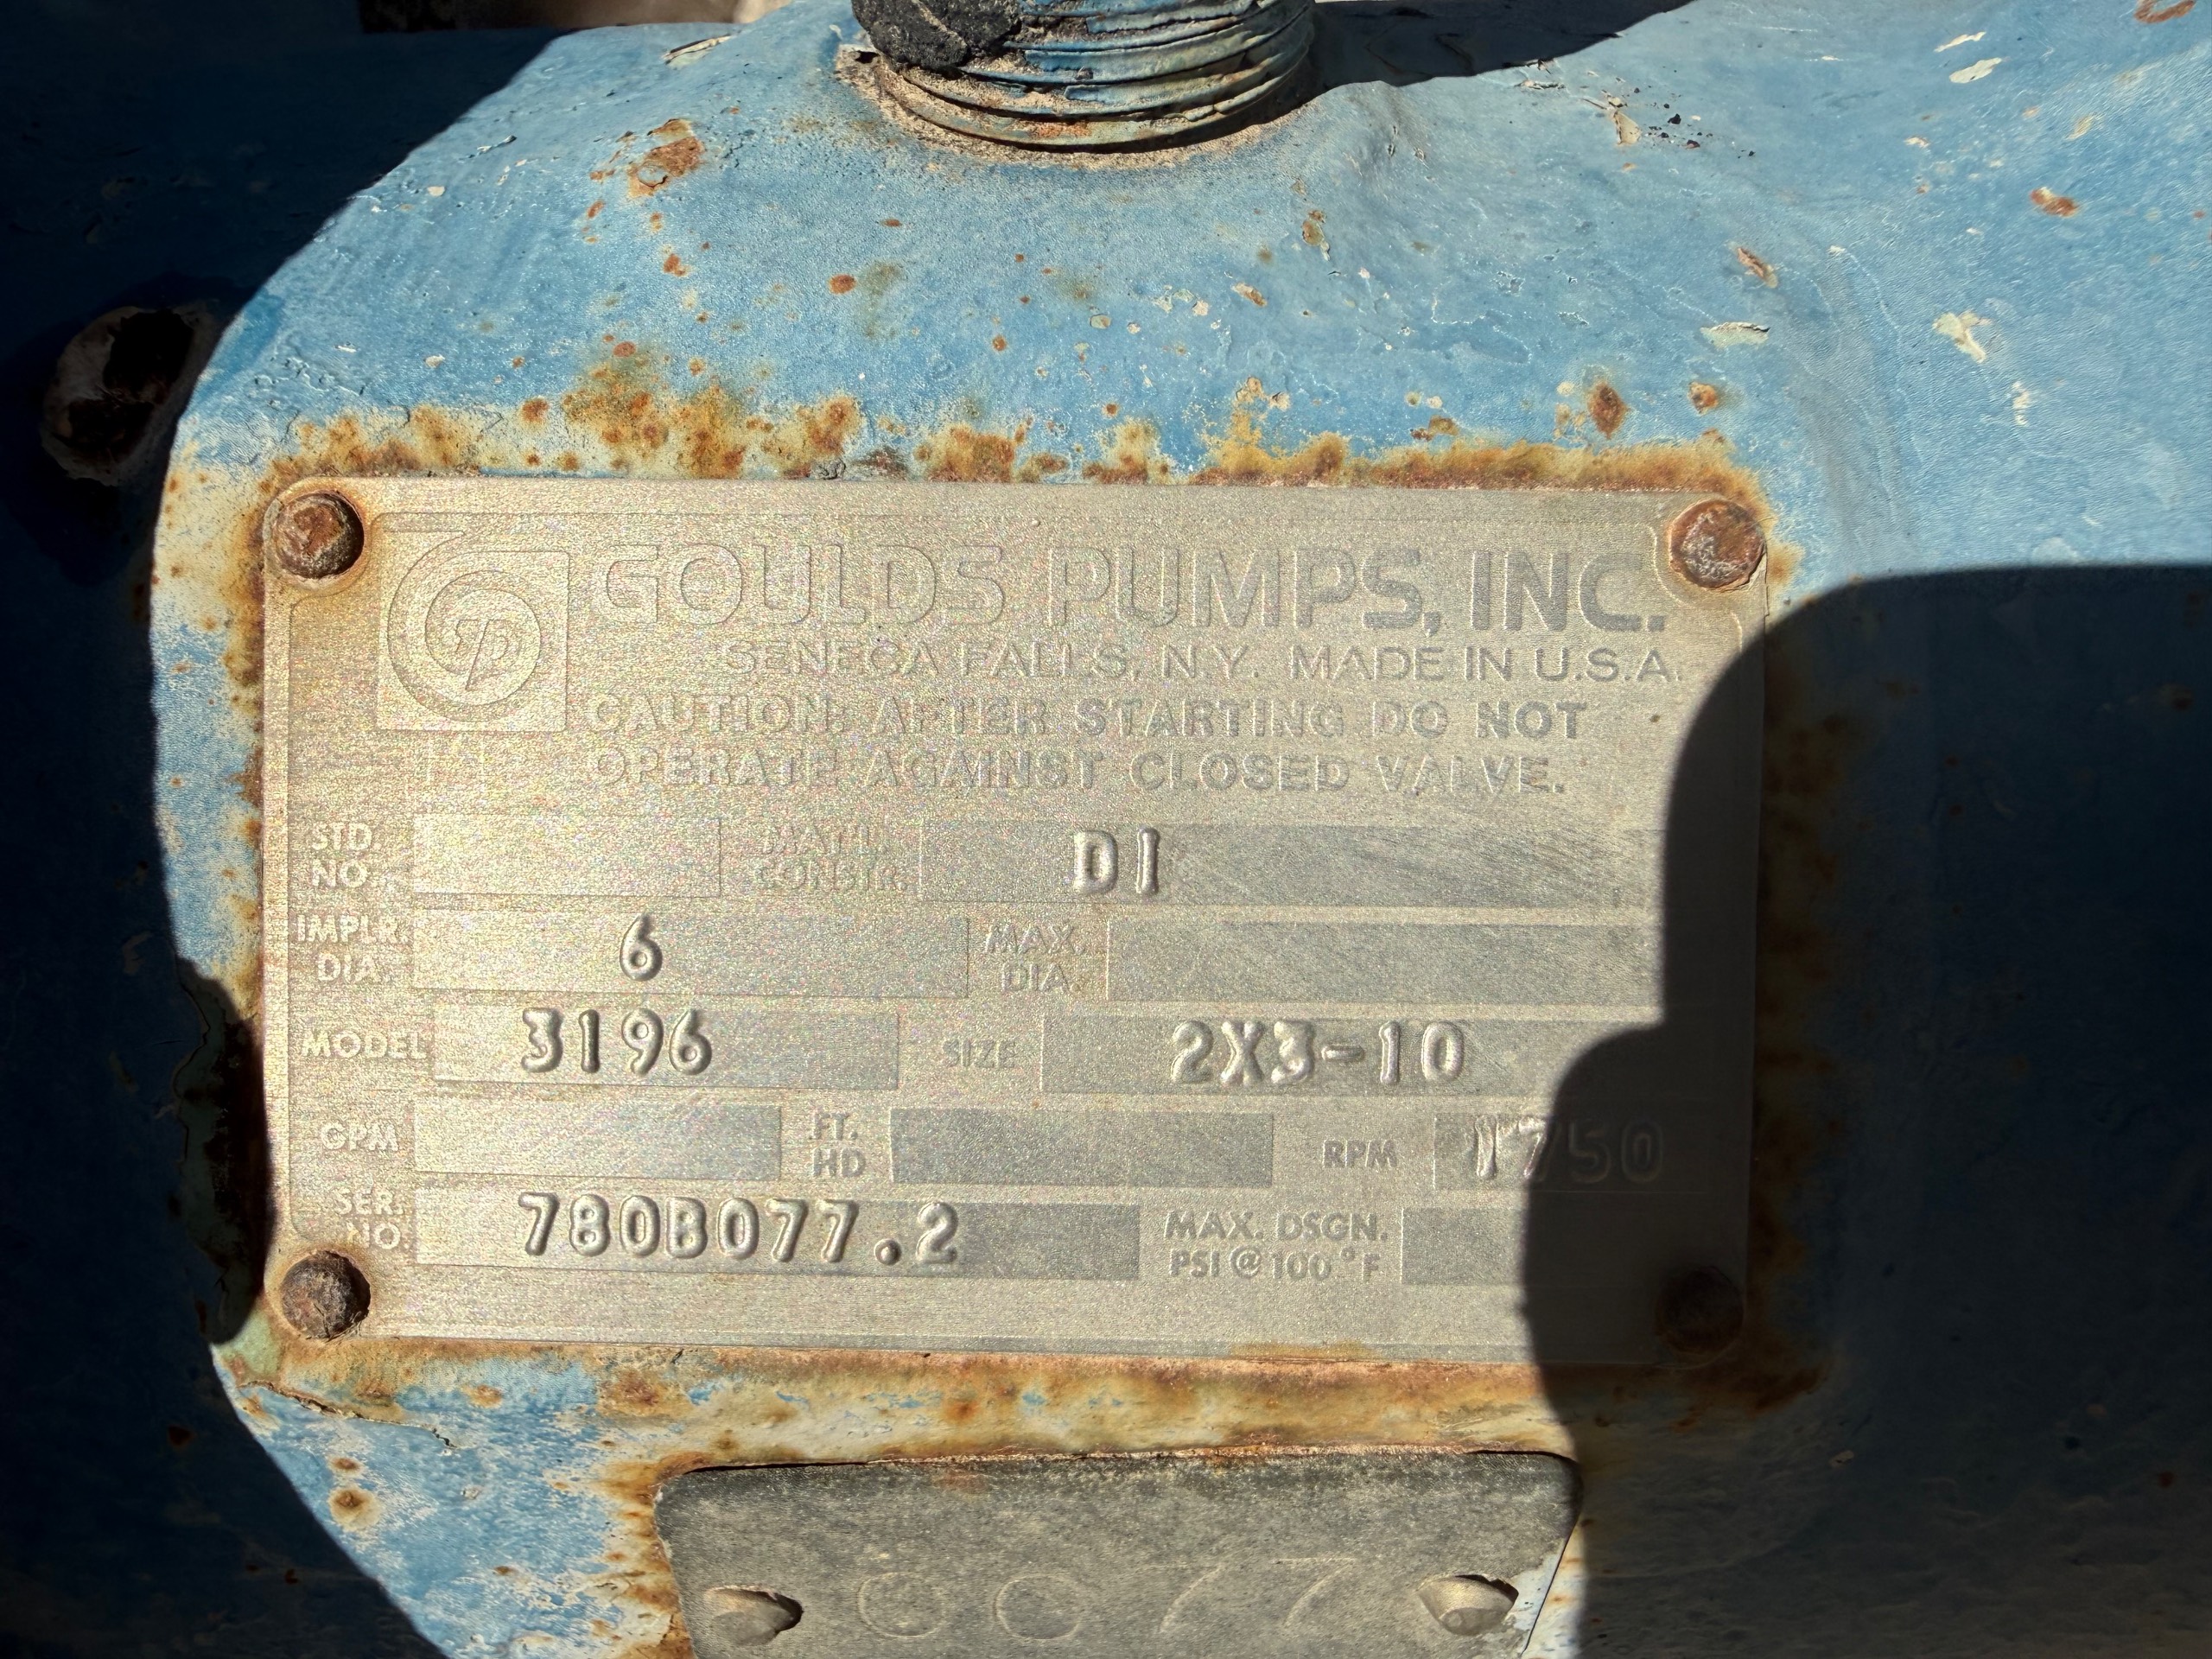 GOULDS PUMPS, INC.
SENECA FALLS, N.Y. MADE IN U.S.A.
CAUTION: AFTER STARTING DO NOT
OPERATE AGAINST CLOSED VALVE.
STD. NO. MAT'L. CONSTR. DI
IMPLR. DIA. 6 MAX. DIA.
MODEL 3196 SIZE 2X3-10
GPM FT. HD RPM 1750
SER. NO. 780B077.2 MAX. DSGN. PSI @ 100°F
0077